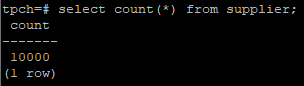 tpch=# select count(*) from supplier;
count
-------
10000
(1 row)